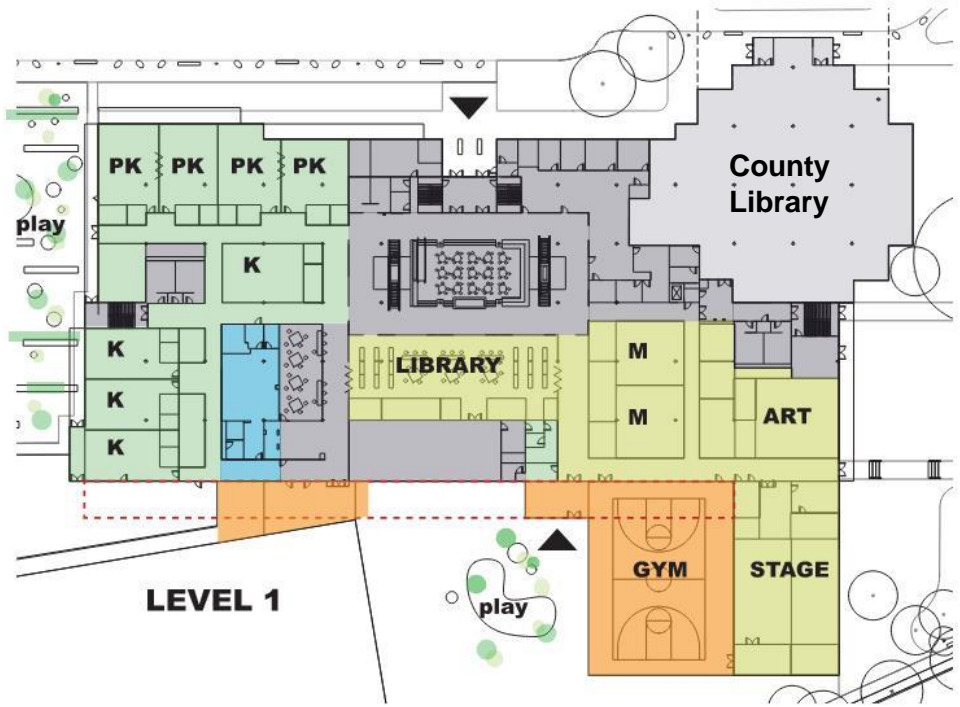 PK PK PK PK
County
Library
play
K
K
LIBRARY
M
K
M
ART
K
GYM
STAGE
LEVEL 1
play